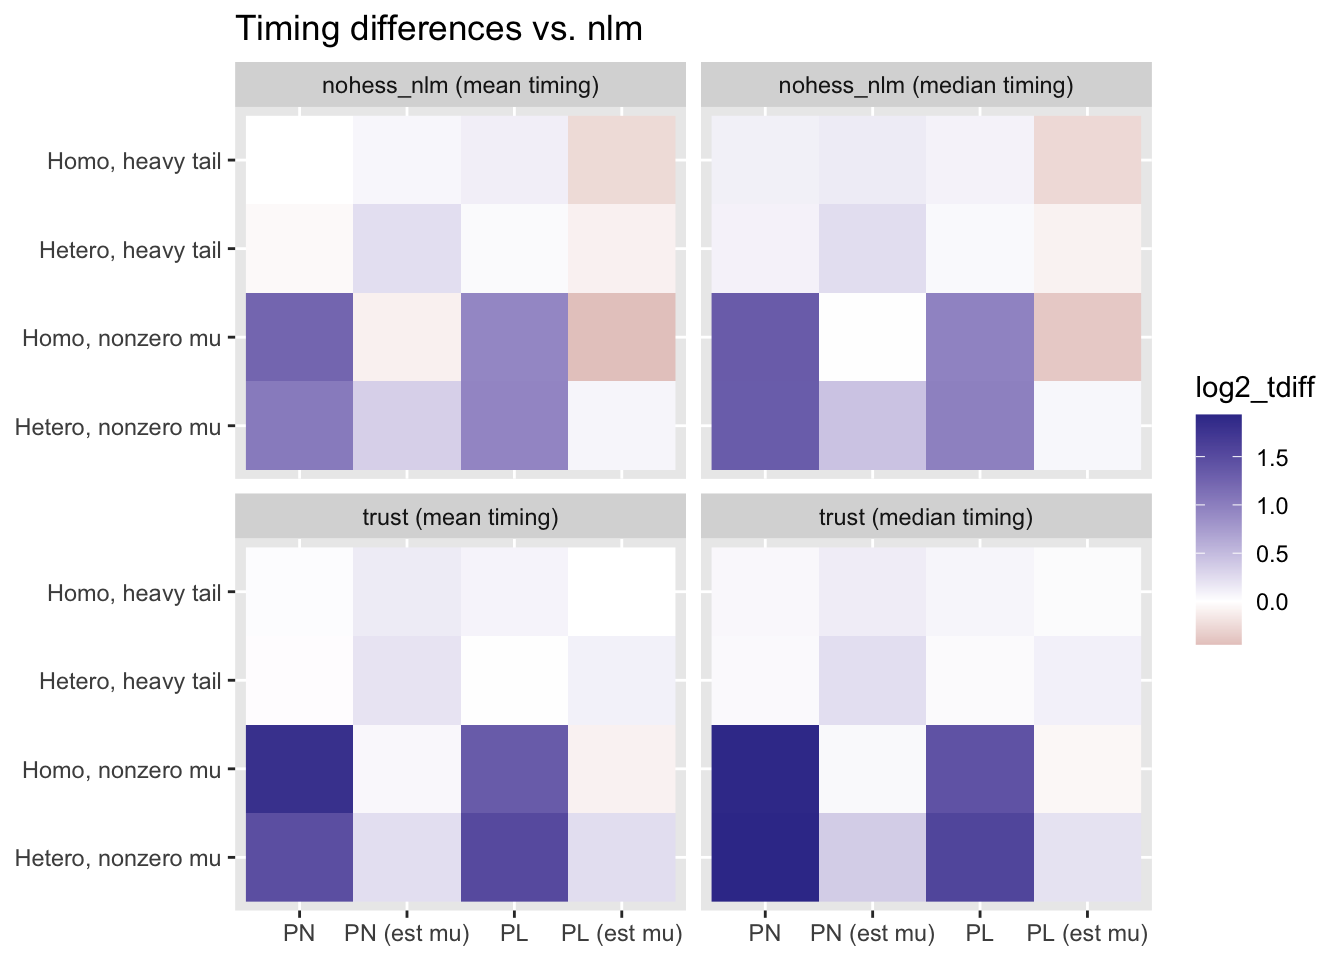 Timing differences vs. nlm
nohess_nlm (mean timing)
nohess_nlm (median timing)
Homo, heavy tail
Hetero, heavy tail
Homo, nonzero mu
Hetero, nonzero mu
trust (mean timing)
trust (median timing)
Homo, heavy tail
Hetero, heavy tail
Homo, nonzero mu
Hetero, nonzero mu
PN PN (est mu) PL PL (est mu)
PN PN (est mu) PL PL (est mu)
log2_tdiff
1.5
1.0
0.5
0.0